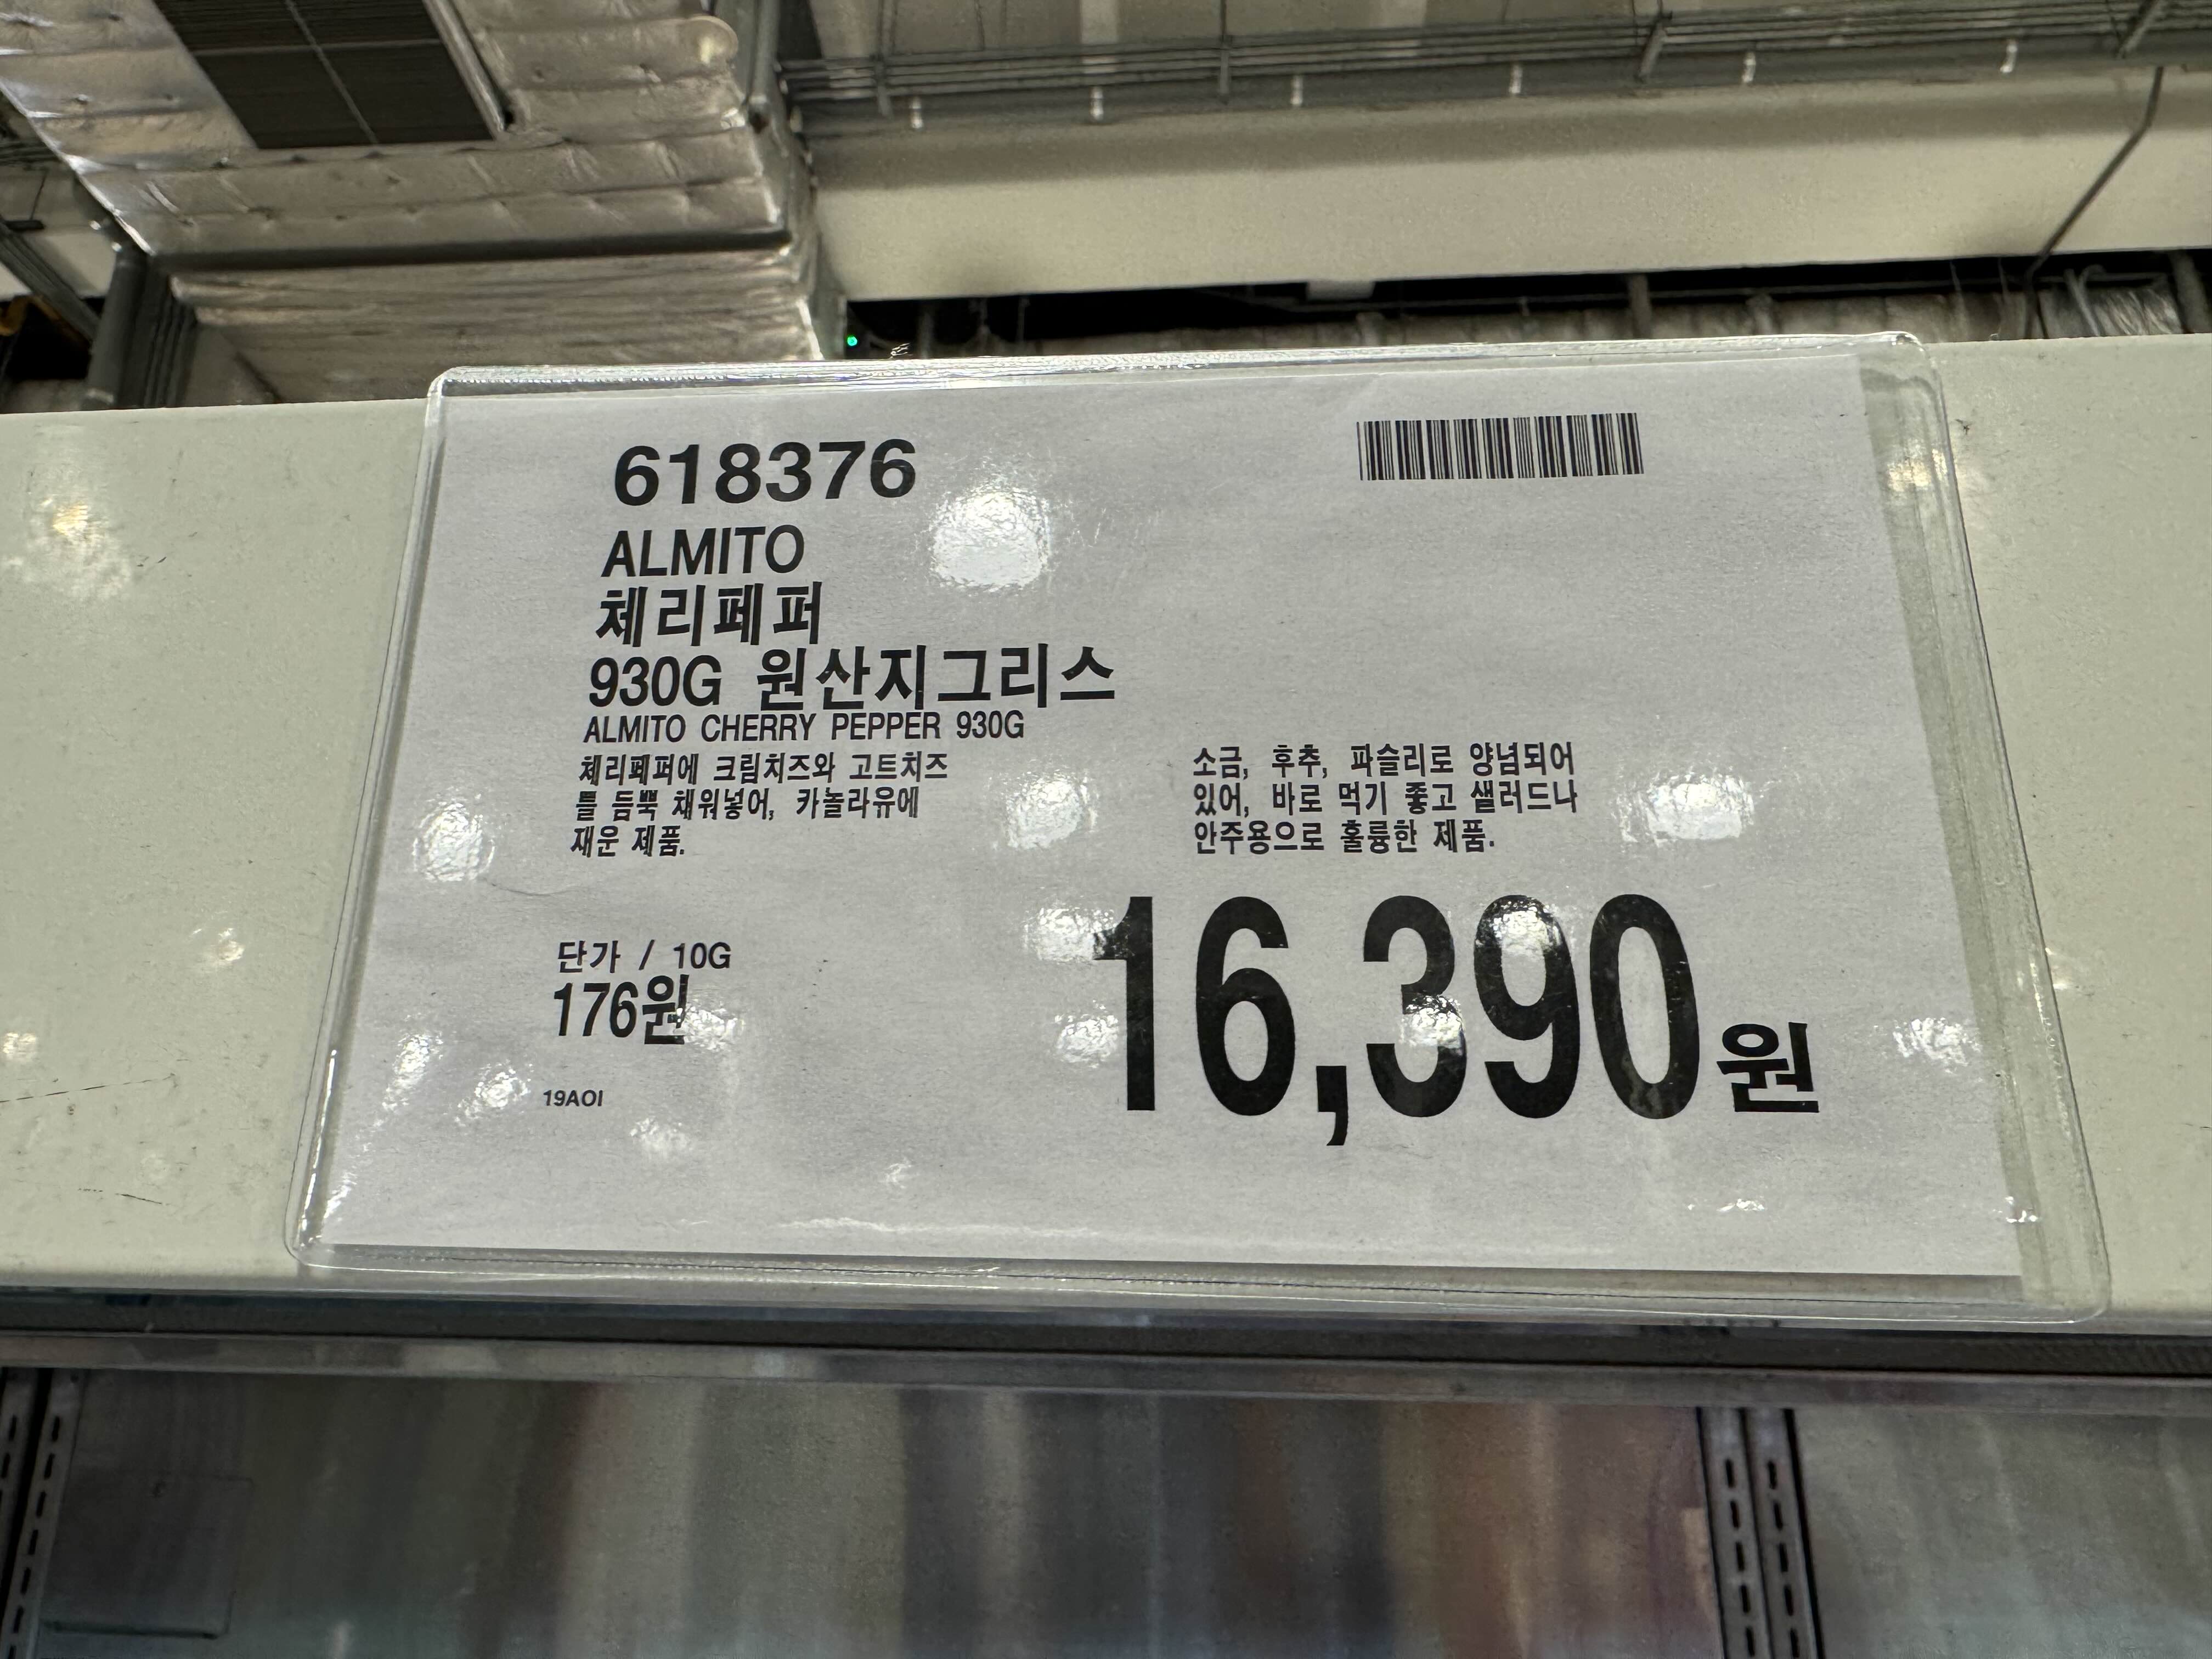 618376
ALMITO
체리페퍼
930G 원산지그리스
ALMITO CHERRY PEPPER 930G
체리페퍼에 크림치즈와 고트치즈
를 듬뿍 채워넣어, 카놀라유에
재운 제품.
소금, 후추, 파슬리로 양념되어
있어, 바로 먹기 좋고 샐러드나
안주용으로 훌륭한 제품.
단가 / 10G
176원
16,390원
19AOI